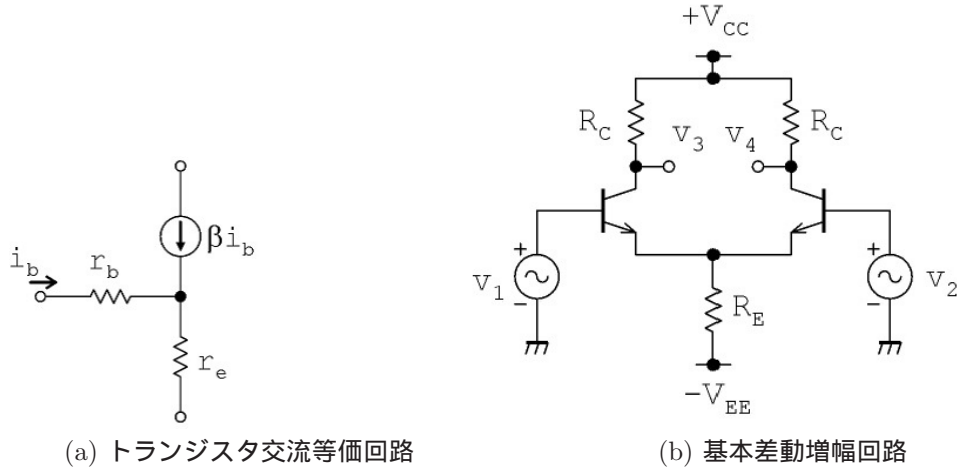 +V_CC
R_C
v_3
v_4
R_C
βi_b
i_b
r_b
r_e
+
v_1
−
+
v_2
−
R_E
−V_EE
(a) トランジスタ交流等価回路
(b) 基本差動増幅回路